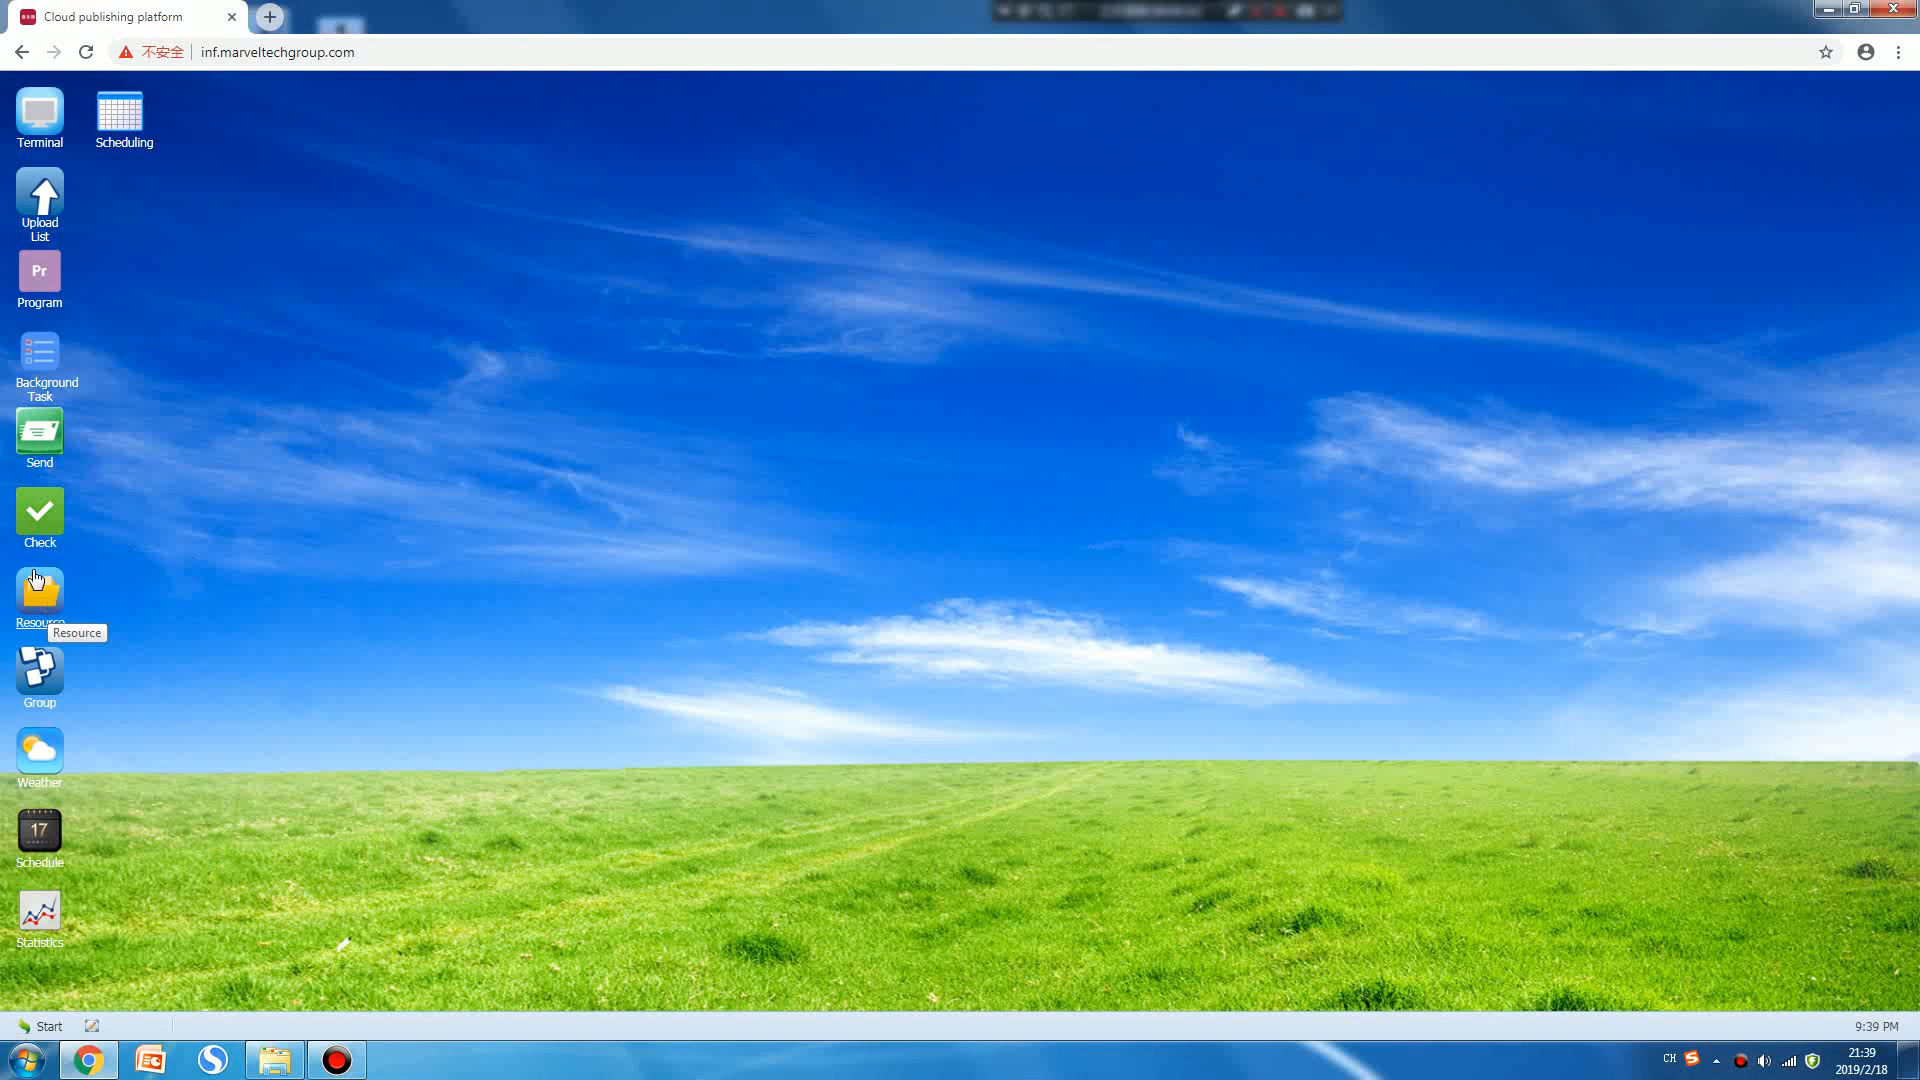 Cloud publishing platform
不安全
inf.marveltechgroup.com
Terminal
Scheduling
Upload
List
Pr
Program
Background
Task
Send
Check
Resource
Group
Weather
17
Schedule
Statistics
Start
9:39 PM
CH
21:39
2019/2/18